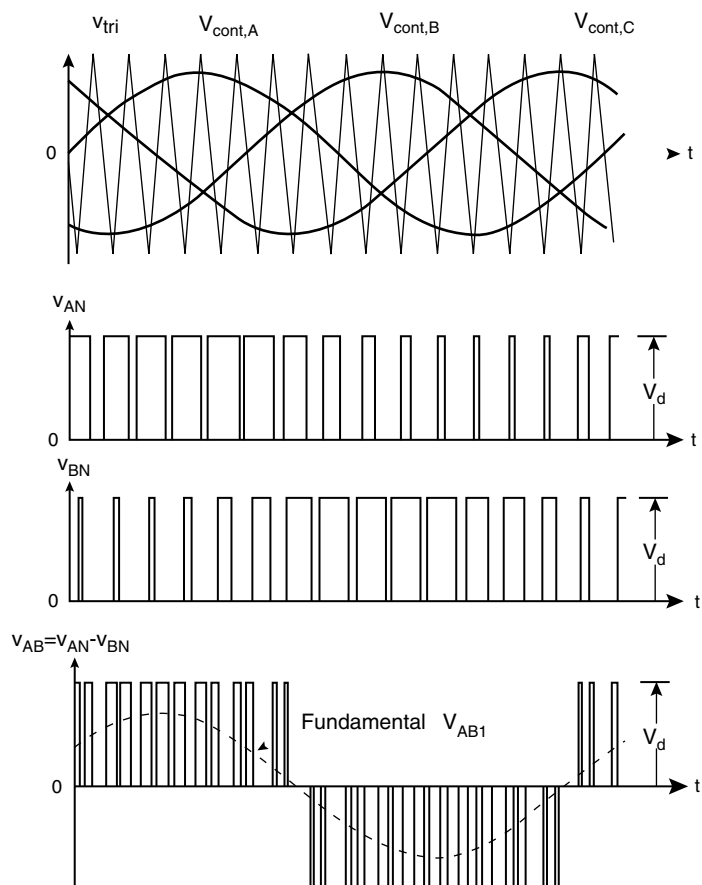 v_tri V_cont,A V_cont,B V_cont,C
0 t
v_AN
V_d
0 t
v_BN
V_d
0 t
v_AB=v_AN-v_BN
Fundamental V_AB1
V_d
0 t